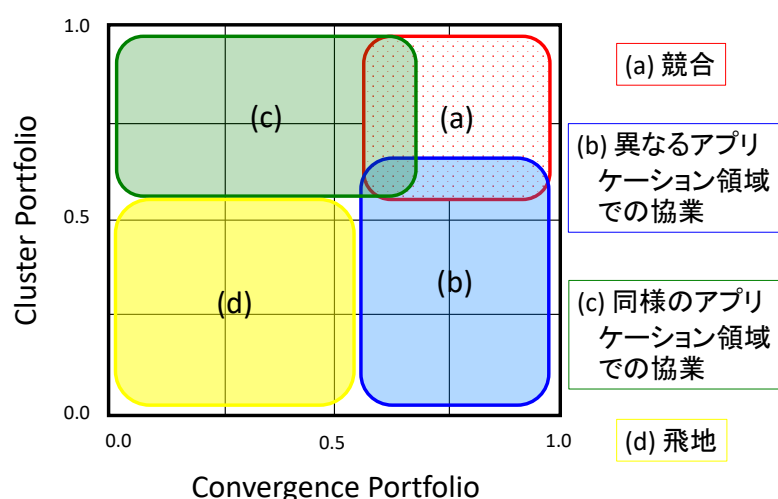 1.0
(c)
(a)
0.5
(d)
(b)
0.0
0.0
0.5
1.0
Cluster Portfolio
Convergence Portfolio
(a) 競合
(b) 異なるアプリ
ケーション領域
での協業
(c) 同様のアプリ
ケーション領域
での協業
(d) 飛地